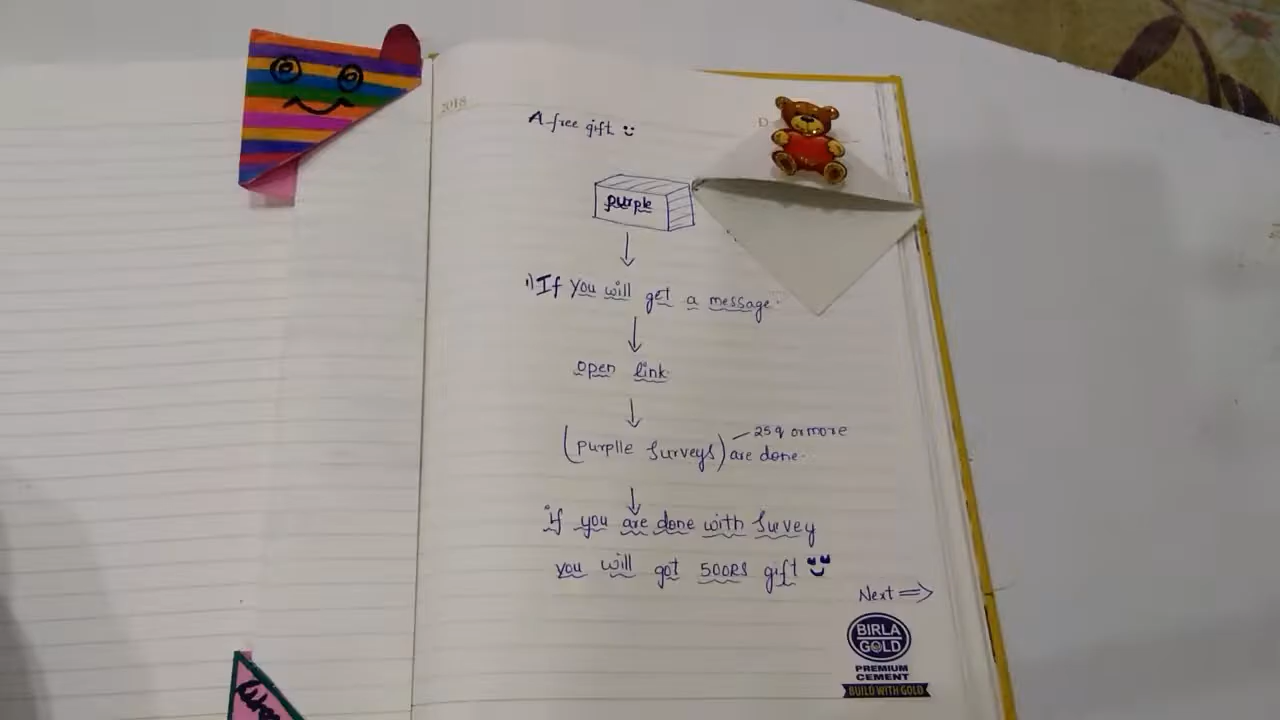 2018
D
A free gift
purple
1) If you will get a message.
open link
(purplle surveys)
25 q or more
are done.
if you are done with survey
you will got 500RS gift
Next ⇒
BIRLA
GOLD
PREMIUM
CEMENT
BUILD WITH GOLD